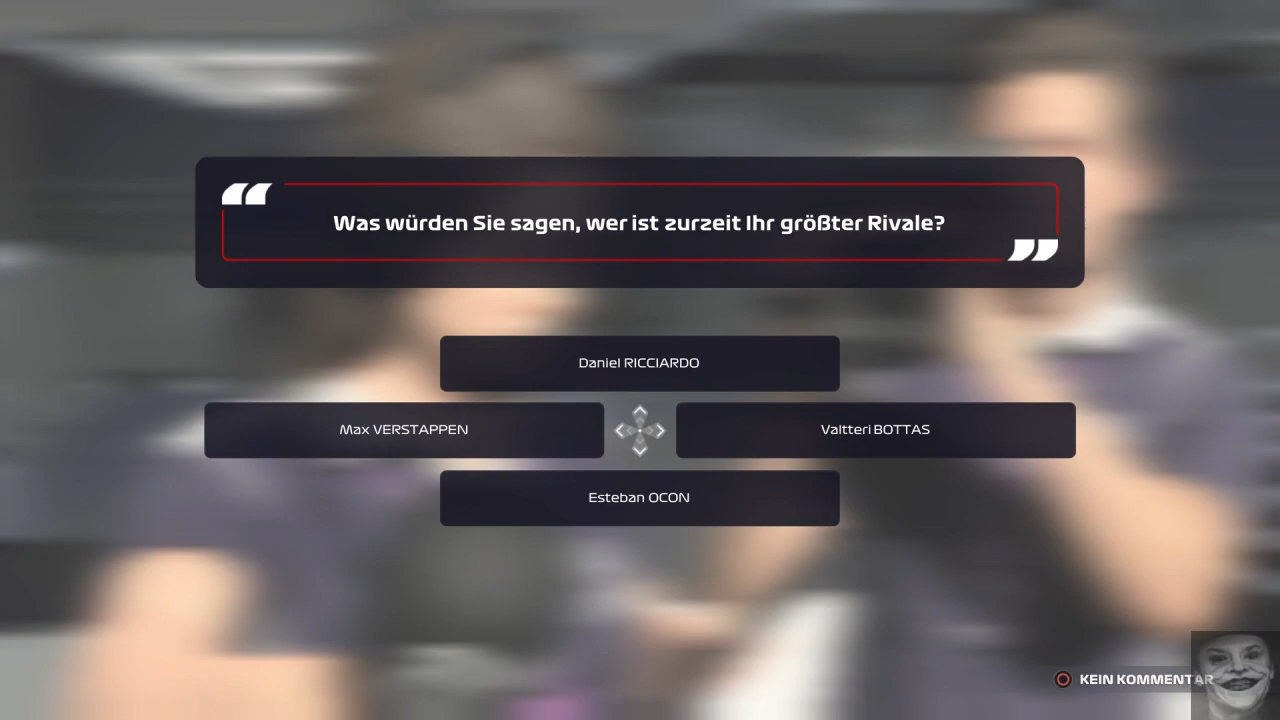 Was würden Sie sagen, wer ist zurzeit Ihr größter Rivale?
Daniel RICCIARDO
Max VERSTAPPEN
Valtteri BOTTAS
Esteban OCON
KEIN KOMMENTAR